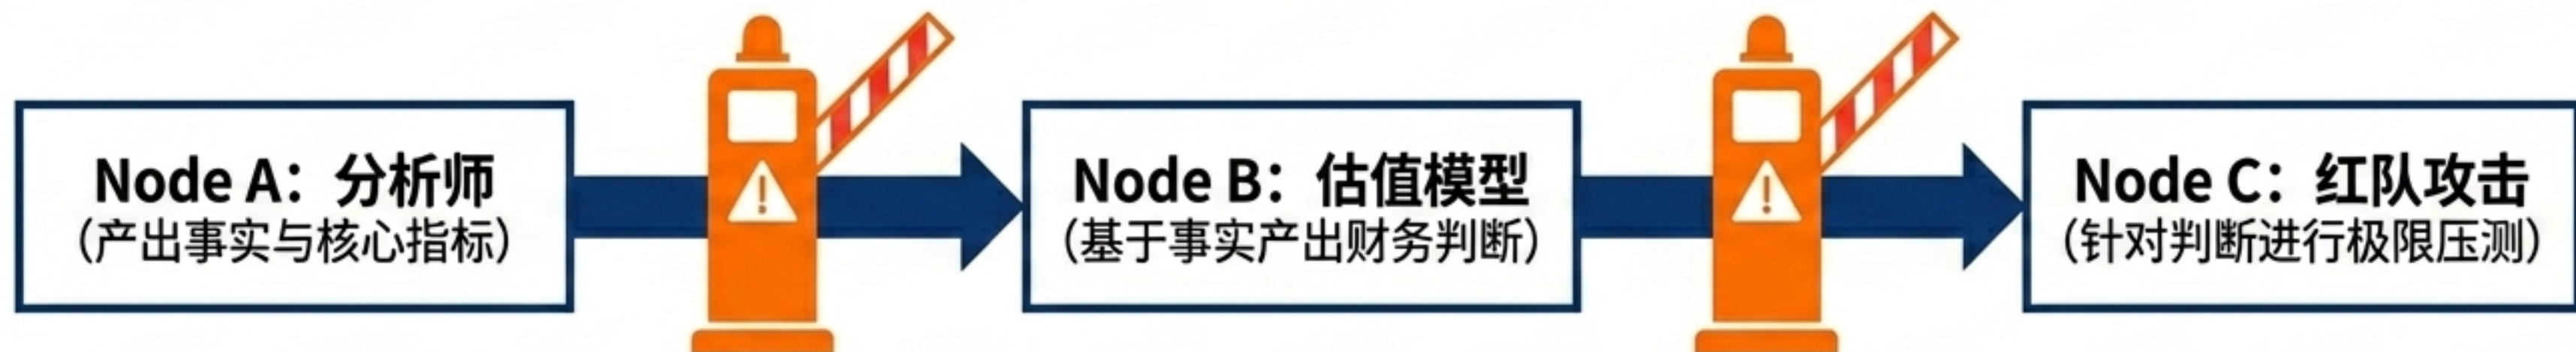 Node A：分析师
（产出事实与核心指标）
Node B：估值模型
（基于事实产出财务判断）
Node C：红队攻击
（针对判断进行极限压测）